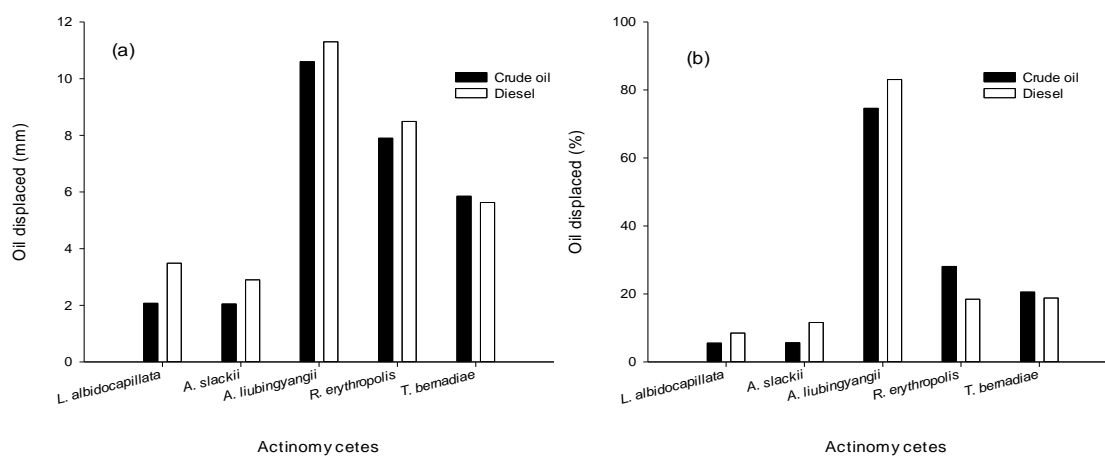 (a)
Crude oil
Diesel
Oil displaced (mm)
12
10
8
6
4
2
0
L. albidocapillata
A. slackii
A. liubingyangii
R. erythropolis
T. bernadiae
Actinomy cetes
(b)
Crude oil
Diesel
Oil displaced (%)
100
80
60
40
20
0
L. albidocapillata
A. slackii
A. liubingyangii
R. erythropolis
T. bernadiae
Actinomy cetes